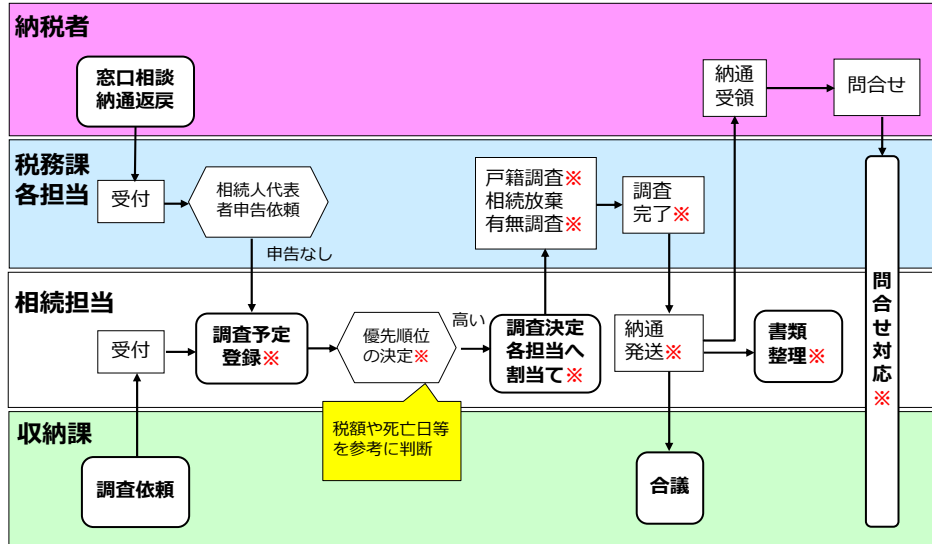 納税者
窓口相談
納通返戻
納通
受領
問合せ
税務課
各担当
受付
相続人代表
者申告依頼
戸籍調査※
相続放棄
有無調査※
調査
完了※
申告なし
相続担当
受付
調査予定
登録※
優先順位
の決定※
高い
調査決定
各担当へ
割当て※
納通
発送※
書類
整理※
問合せ対応※
税額や死亡日等
を参考に判断
収納課
調査依頼
合議